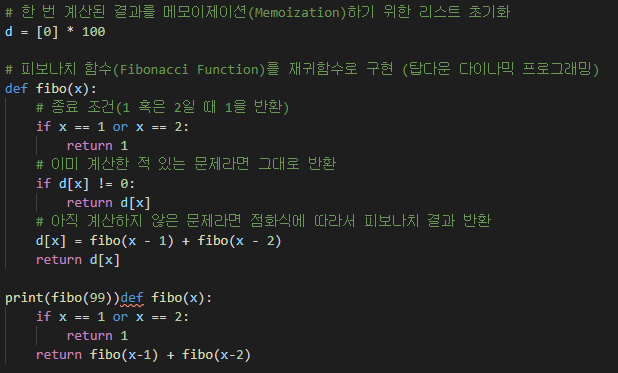 # 한 번 계산된 결과를 메모이제이션(Memoization)하기 위한 리스트 초기화
d = [0] * 100

# 피보나치 함수(Fibonacci Function)를 재귀함수로 구현 (탑다운 다이나믹 프로그래밍)
def fibo(x):
    # 종료 조건(1 혹은 2일 때 1을 반환)
    if x == 1 or x == 2:
        return 1
    # 이미 계산한 적 있는 문제라면 그대로 반환
    if d[x] != 0:
        return d[x]
    # 아직 계산하지 않은 문제라면 점화식에 따라서 피보나치 결과 반환
    d[x] = fibo(x - 1) + fibo(x - 2)
    return d[x]

print(fibo(99))def fibo(x):
    if x == 1 or x == 2:
        return 1
    return fibo(x-1) + fibo(x-2)